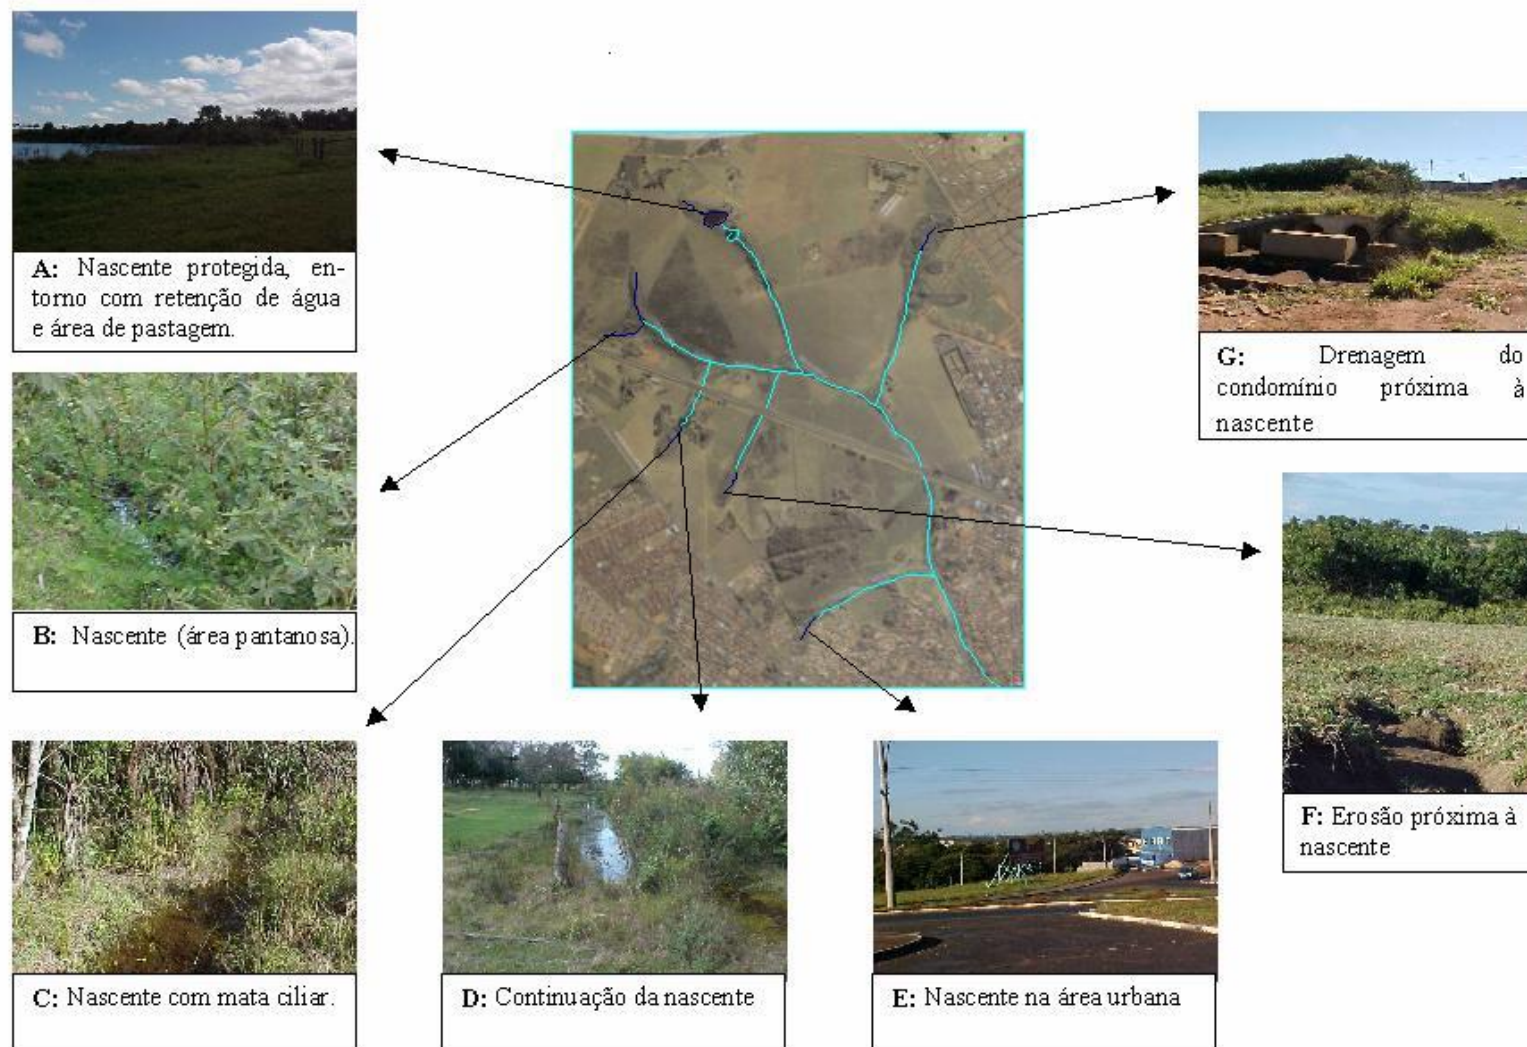 A: Nascente protegida, en-
torno com retenção de água
e área de pastagem.
B: Nascente (área pantanosa).
C: Nascente com mata ciliar.
D: Continuação da nascente
E: Nascente na área urbana
G: Drenagem do
condomínio próxima à
nascente
F: Erosão próxima à
nascente